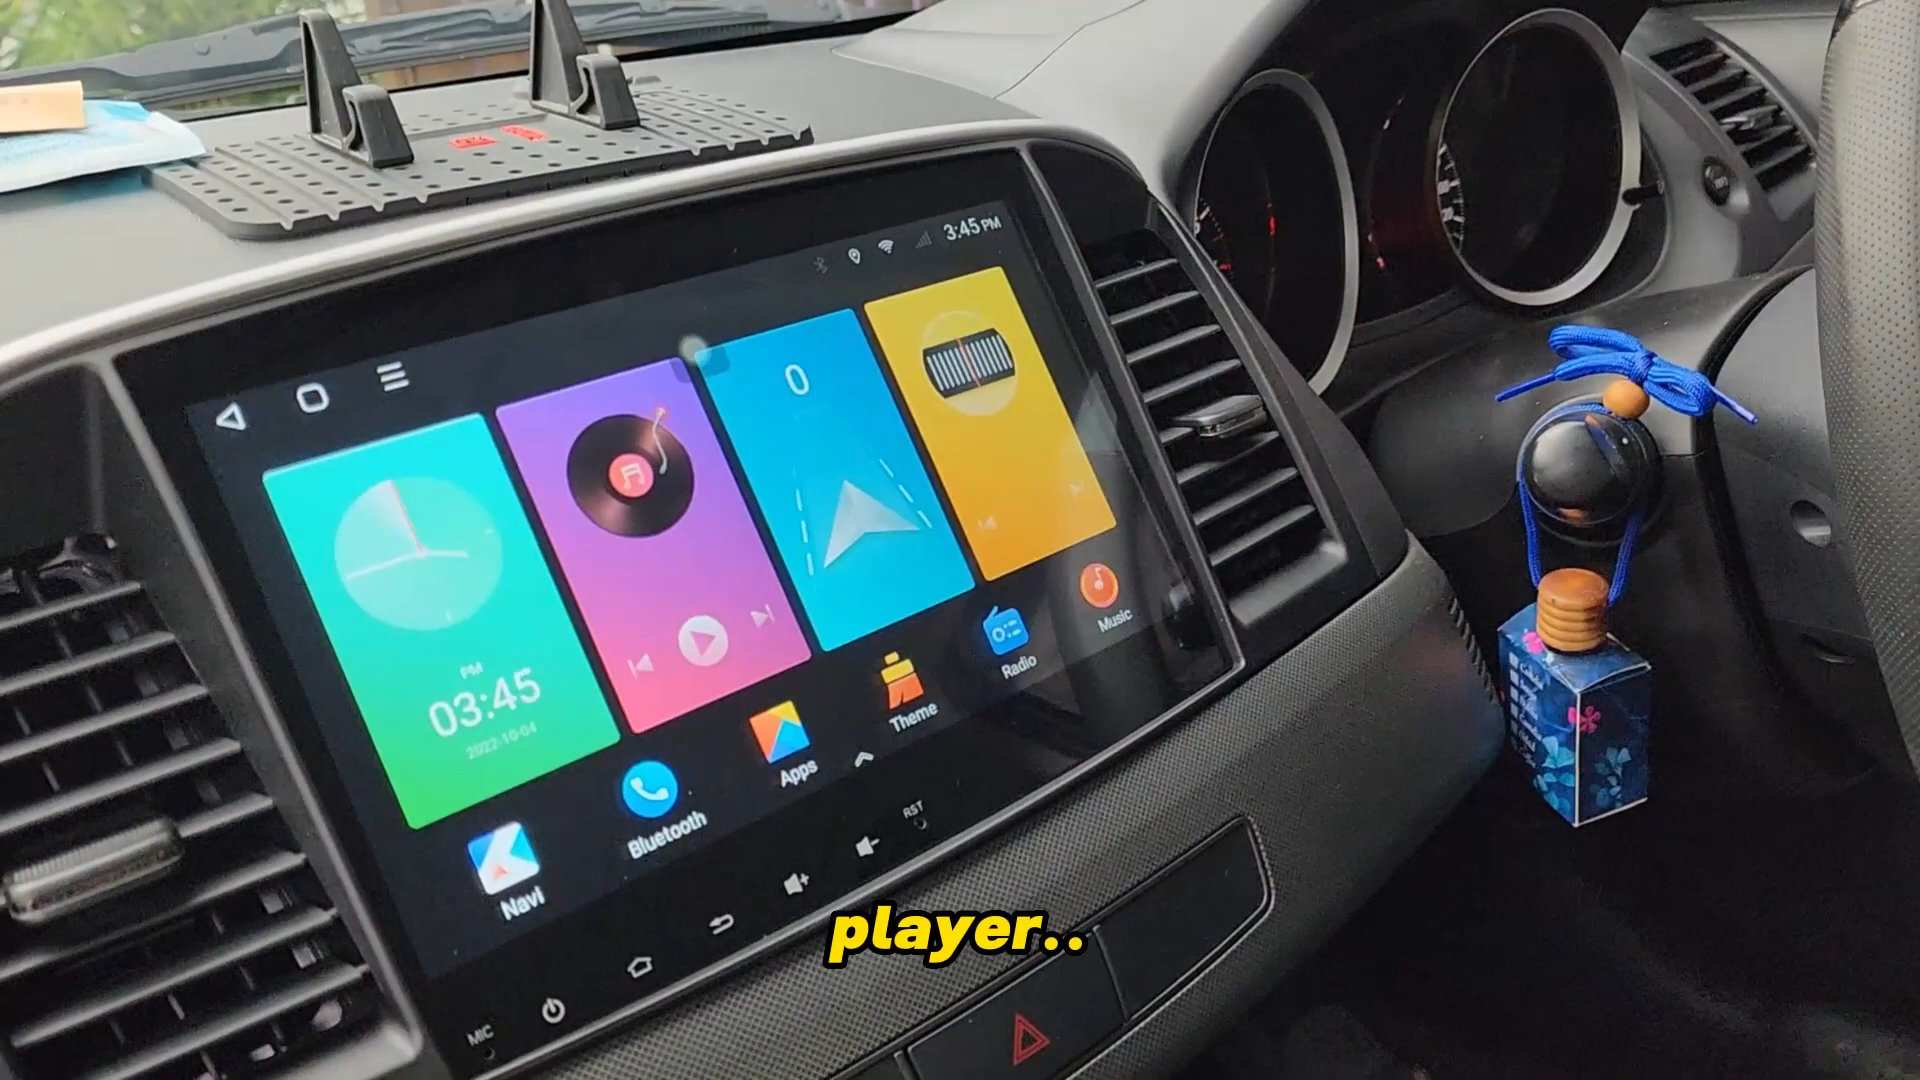 3:45 PM
0
PM
03:45
2022-10-04
Navi
Bluetooth
Apps
Theme
Radio
Music
RST
MIC
player..